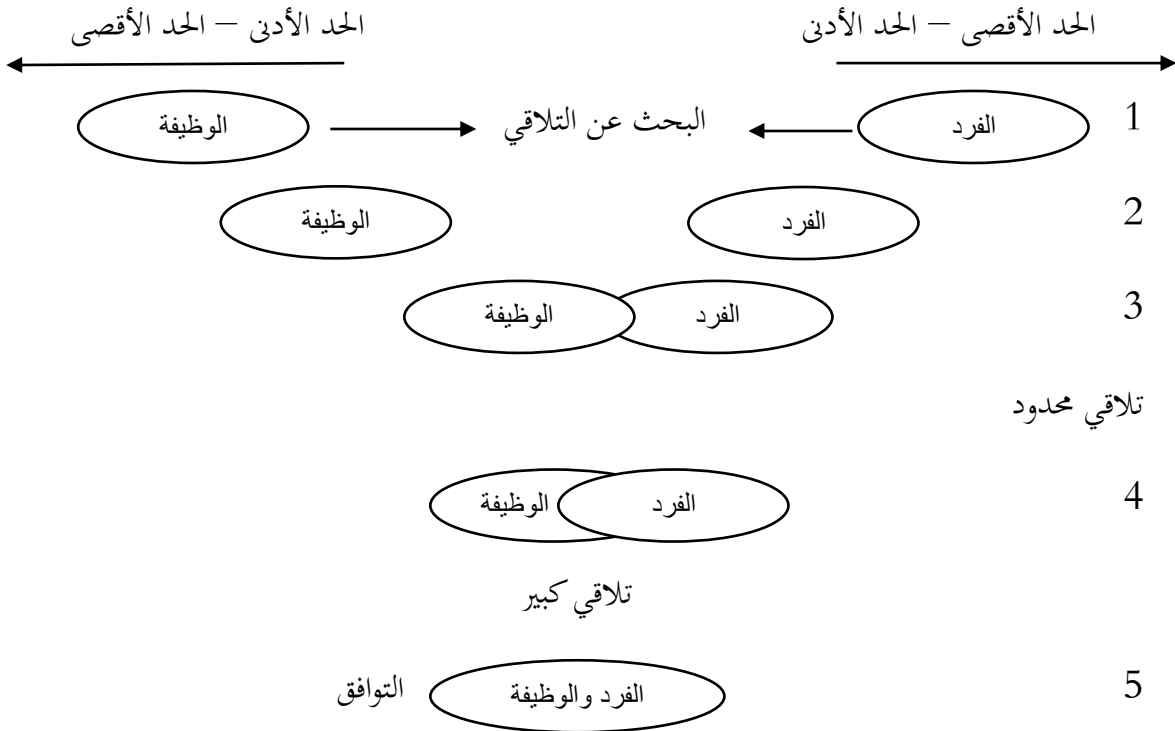 الحد الأقصى – الحد الأدنى
الحد الأدنى – الحد الأقصى
1 الفرد البحث عن التلاقي الوظيفة
2 الفرد الوظيفة
3 الفرد الوظيفة
تلاقي محدود
4 الفرد الوظيفة
تلاقي كبير
5 الفرد والوظيفة التوافق